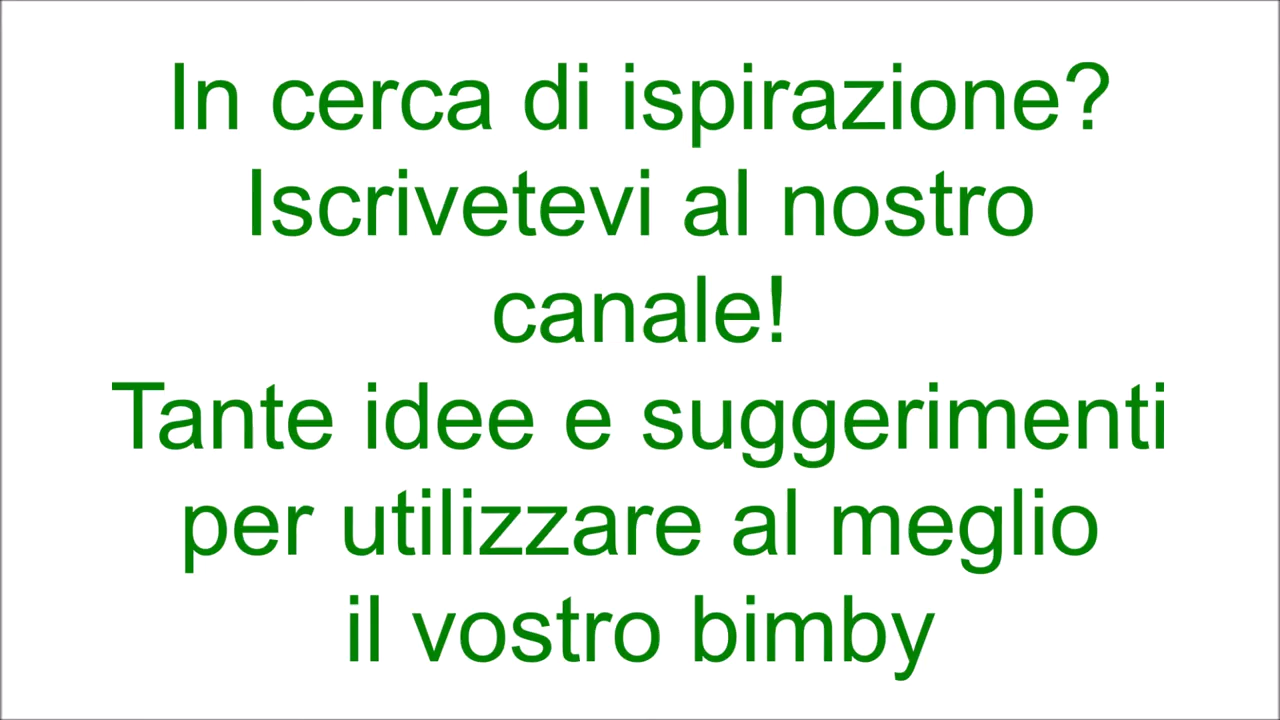 In cerca di ispirazione?
Iscrivetevi al nostro
canale!
Tante idee e suggerimenti
per utilizzare al meglio
il vostro bimby